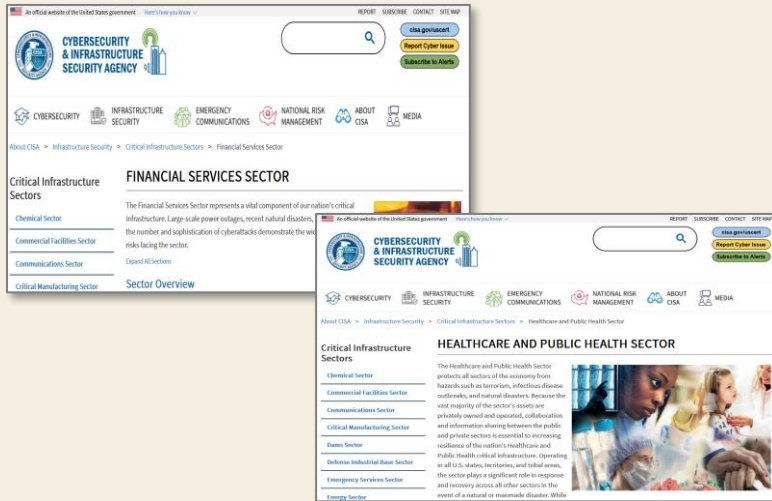 An official website of the United States government Here's how you know
REPORT SUBSCRIBE CONTACT SITE MAP
CYBERSECURITY
& INFRASTRUCTURE
SECURITY AGENCY
cisa.gov/uscert
Report Cyber Issue
Subscribe to Alerts
CYBERSECURITY
INFRASTRUCTURE
SECURITY
EMERGENCY
COMMUNICATIONS
NATIONAL RISK
MANAGEMENT
ABOUT
CISA
MEDIA
About CISA > Infrastructure Security > Critical Infrastructure Sectors > Financial Services Sector
Critical Infrastructure
Sectors
Chemical Sector
Commercial Facilities Sector
Communications Sector
Critical Manufacturing Sector
FINANCIAL SERVICES SECTOR
The Financial Services Sector represents a vital component of our nation's critical
infrastructure. Large-scale power outages, recent natural disasters,
the number and sophistication of cyberattacks demonstrate the
risks facing the sector.
Expand All Sections
Sector Overview
An official website of the United States government Here's how you know
REPORT SUBSCRIBE CONTACT SITE MAP
CYBERSECURITY
& INFRASTRUCTURE
SECURITY AGENCY
cisa.gov/uscert
Report Cyber Issue
Subscribe to Alerts
CYBERSECURITY
INFRASTRUCTURE
SECURITY
EMERGENCY
COMMUNICATIONS
NATIONAL RISK
MANAGEMENT
ABOUT
CISA
MEDIA
About CISA > Infrastructure Security > Critical Infrastructure Sectors > Healthcare and Public Health Sector
Critical Infrastructure
Sectors
Chemical Sector
Commercial Facilities Sector
Communications Sector
Critical Manufacturing Sector
Dams Sector
Defense Industrial Base Sector
Emergency Services Sector
Energy Sector
HEALTHCARE AND PUBLIC HEALTH SECTOR
The Healthcare and Public Health Sector
protects all sectors of the economy from
hazards such as terrorism, infectious disease
outbreaks, and natural disasters. Because the
vast majority of the sector's assets are
privately owned and operated, collaboration
and information sharing between the public
and private sectors is essential to increasing
resilience of the nation's Healthcare and
Public Health critical infrastructure. Operating
in all U.S. states, territories, and tribal areas,
the sector plays a significant role in response
and recovery across all other sectors in the
event of a natural or manmade disaster. While